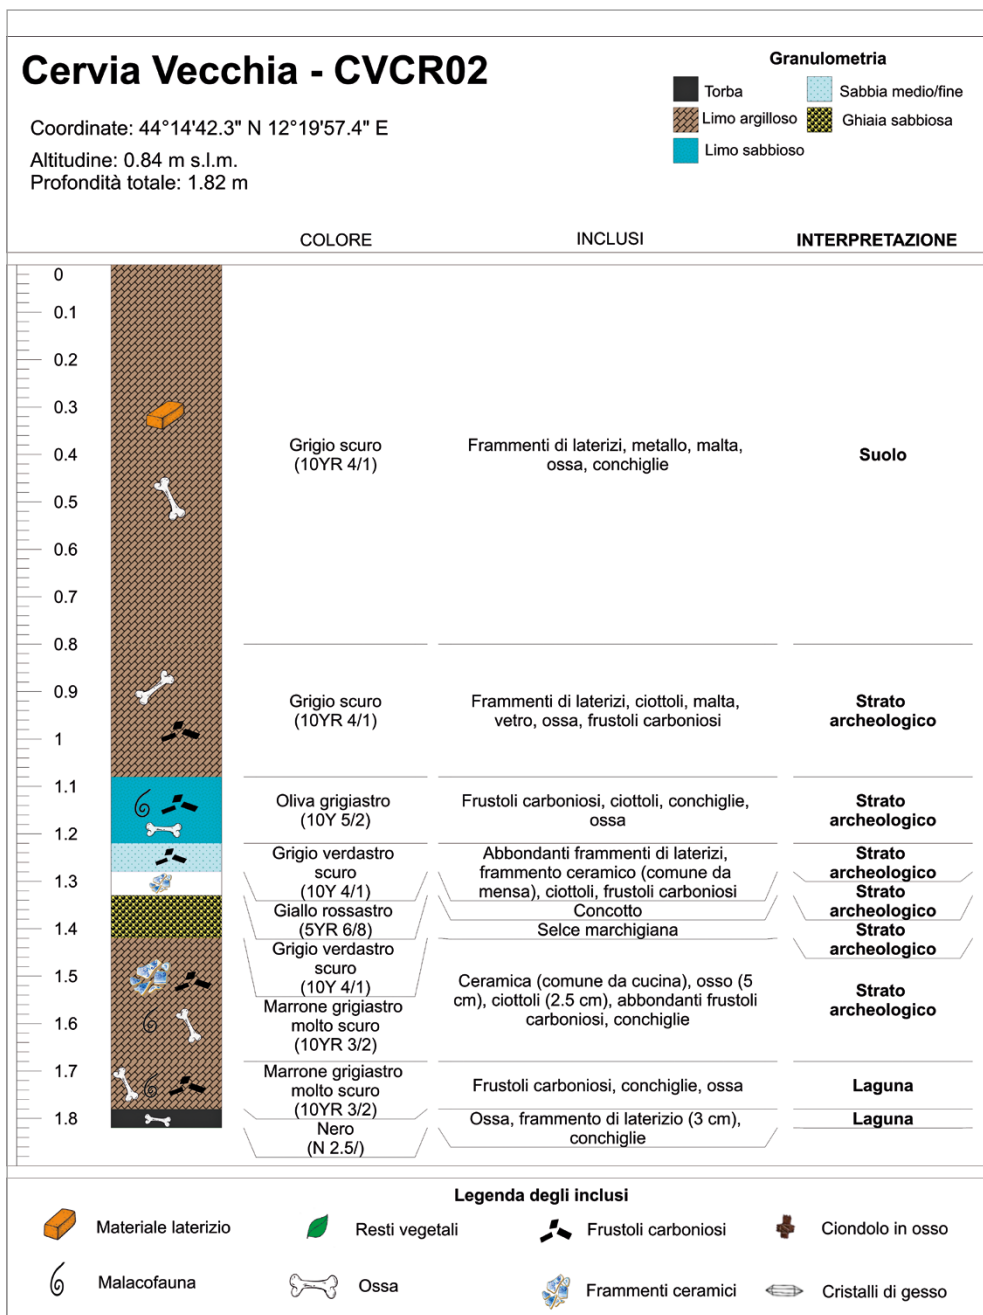 Cervia Vecchia - CVCR02
Coordinate: 44°14'42.3" N 12°19'57.4" E
Altitudine: 0.84 m s.l.m.
Profondità totale: 1.82 m
Granulometria
Torba
Sabbia medio/fine
Limo argilloso
Ghiaia sabbiosa
Limo sabbioso
COLORE
INCLUSI
INTERPRETAZIONE
0
0.1
0.2
0.3
0.4
0.5
0.6
0.7
0.8
0.9
1
1.1
1.2
1.3
1.4
1.5
1.6
1.7
1.8
Grigio scuro
(10YR 4/1)
Frammenti di laterizi, metallo, malta,
ossa, conchiglie
Suolo
Grigio scuro
(10YR 4/1)
Frammenti di laterizi, ciottoli, malta,
vetro, ossa, frustoli carboniosi
Strato
archeologico
Oliva grigiastro
(10Y 5/2)
Frustoli carboniosi, ciottoli, conchiglie,
ossa
Strato
archeologico
Grigio verdastro
scuro
(10Y 4/1)
Abbondanti frammenti di laterizi,
frammento ceramico (comune da
mensa), ciottoli, frustoli carboniosi
Strato
archeologico
Giallo rossastro
(5YR 6/8)
Concotto
Strato
archeologico
Grigio verdastro
scuro
(10Y 4/1)
Selce marchigiana
Strato
archeologico
Marrone grigiastro
molto scuro
(10YR 3/2)
Ceramica (comune da cucina), osso (5
cm), ciottoli (2.5 cm), abbondanti frustoli
carboniosi, conchiglie
Strato
archeologico
Marrone grigiastro
molto scuro
(10YR 3/2)
Frustoli carboniosi, conchiglie, ossa
Laguna
Nero
(N 2.5/)
Ossa, frammento di laterizio (3 cm),
conchiglie
Laguna
Legenda degli inclusi
Materiale laterizio
Resti vegetali
Frustoli carboniosi
Ciondolo in osso
Malacofauna
Ossa
Frammenti ceramici
Cristalli di gesso